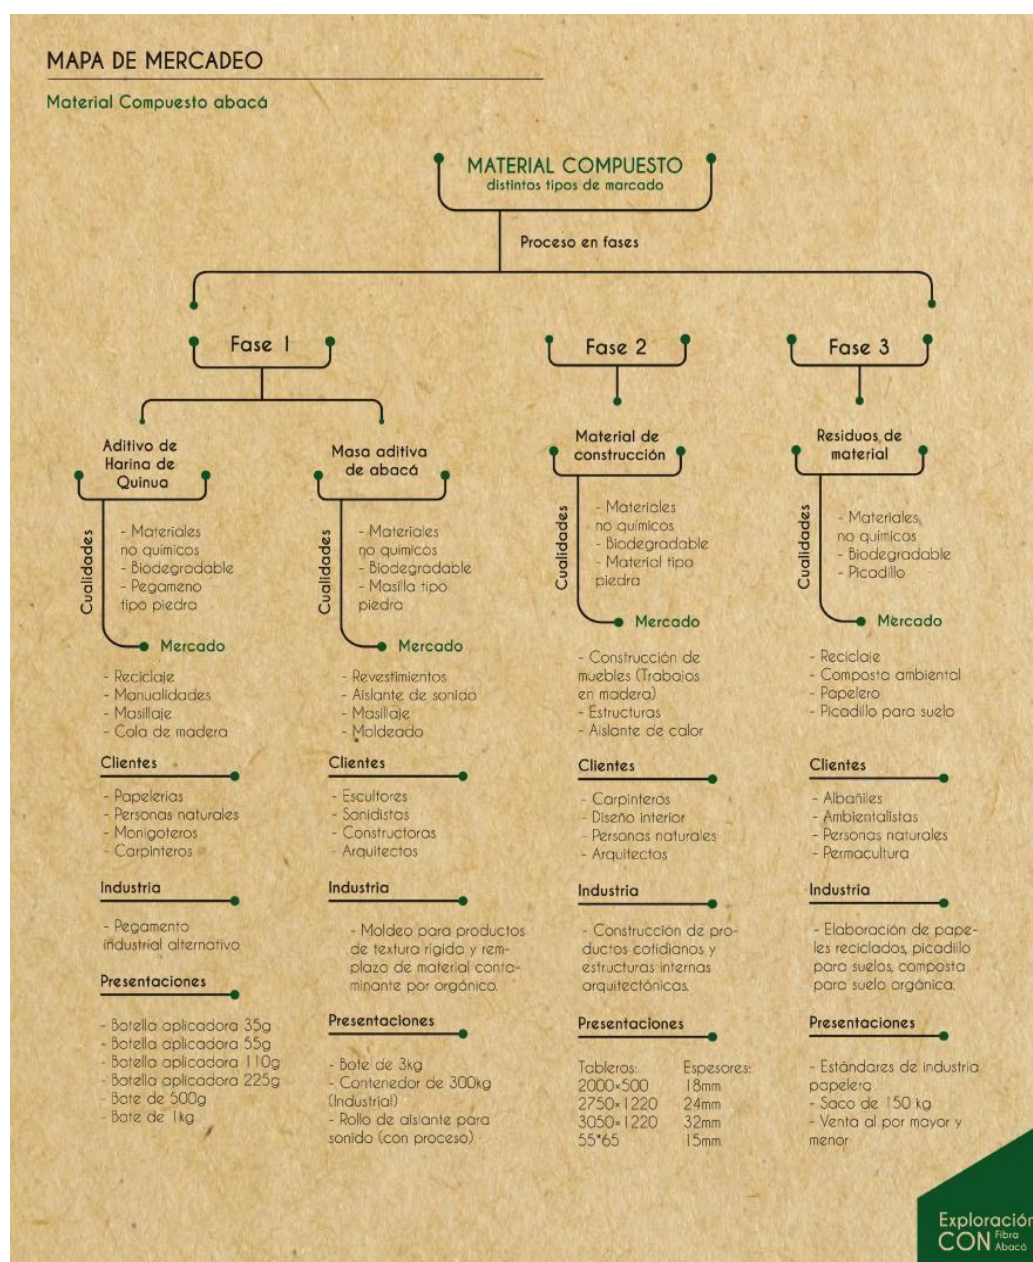 MAPA DE MERCADEO
Material Compuesto abacá
MATERIAL COMPUESTO
distintos tipos de marcado
Proceso en fases
Fase 1
Aditivo de
Harina de
Quinua
Cualidades
- Materiales
no quimicos
- Biodegradable
- Pegameno
tipo piedra
Mercado
- Reciclaje
- Manualidades
- Masillaje
- Cola de madera
Clientes
- Papelerias
- Personas naturales
- Monigoteros
- Carpinteros
Industria
- Pegamento
industrial alternativo
Presentaciones
- Botella aplicadora 35g
- Botella aplicadora 55g
- Botella aplicadora 110g
- Botella aplicadora 225g
- Bote de 500g
- Bote de 1kg
Masa aditiva
de abacá
Cualidades
- Materiales
no quimicos
- Biodegradable
- Masilla tipo
piedra
Mercado
- Revestimientos
- Aislante de sonido
- Masillaje
- Moldeado
Clientes
- Escultores
- Sonidistas
- Constructoras
- Arquitectos
Industria
- Moldeo para productos
de textura rigida y rem-
plazo de material conta-
minante por orgánico.
Presentaciones
- Bote de 3kg
- Contenedor de 300kg
(Industrial)
- Rollo de aislante para
sonido (con proceso)
Fase 2
Material de
construcción
Cualidades
- Materiales
no quimicos
- Biodegradable
- Material tipo
piedra
Mercado
- Construcción de
muebles (Trabajos
en madera)
- Estructuras
- Aislante de calor
Clientes
- Carpinteros
- Diseño interior
- Personas naturales
- Arquitectos
Industria
- Construcción de pro-
ductos cotidianos y
estructuras internas
arquitectónicas.
Presentaciones
Tableros: Espesores:
2000×500 18mm
2750×1220 24mm
3050×1220 32mm
55*65 15mm
Fase 3
Residuos de
material
Cualidades
- Materiales
no quimicos
- Biodegradable
- Picadillo
Mercado
- Reciclaje
- Composta ambiental
- Papelero
- Picadillo para suelo
Clientes
- Albañiles
- Ambientalistas
- Personas naturales
- Permacultura
Industria
- Elaboración de pape-
les reciclados, picadillo
para suelos, composta
para suelo orgánica.
Presentaciones
- Estándares de industria
papelera
- Saco de 150 kg
- Venta al por mayor y
menor
Exploración
CON Fibra
Abacá